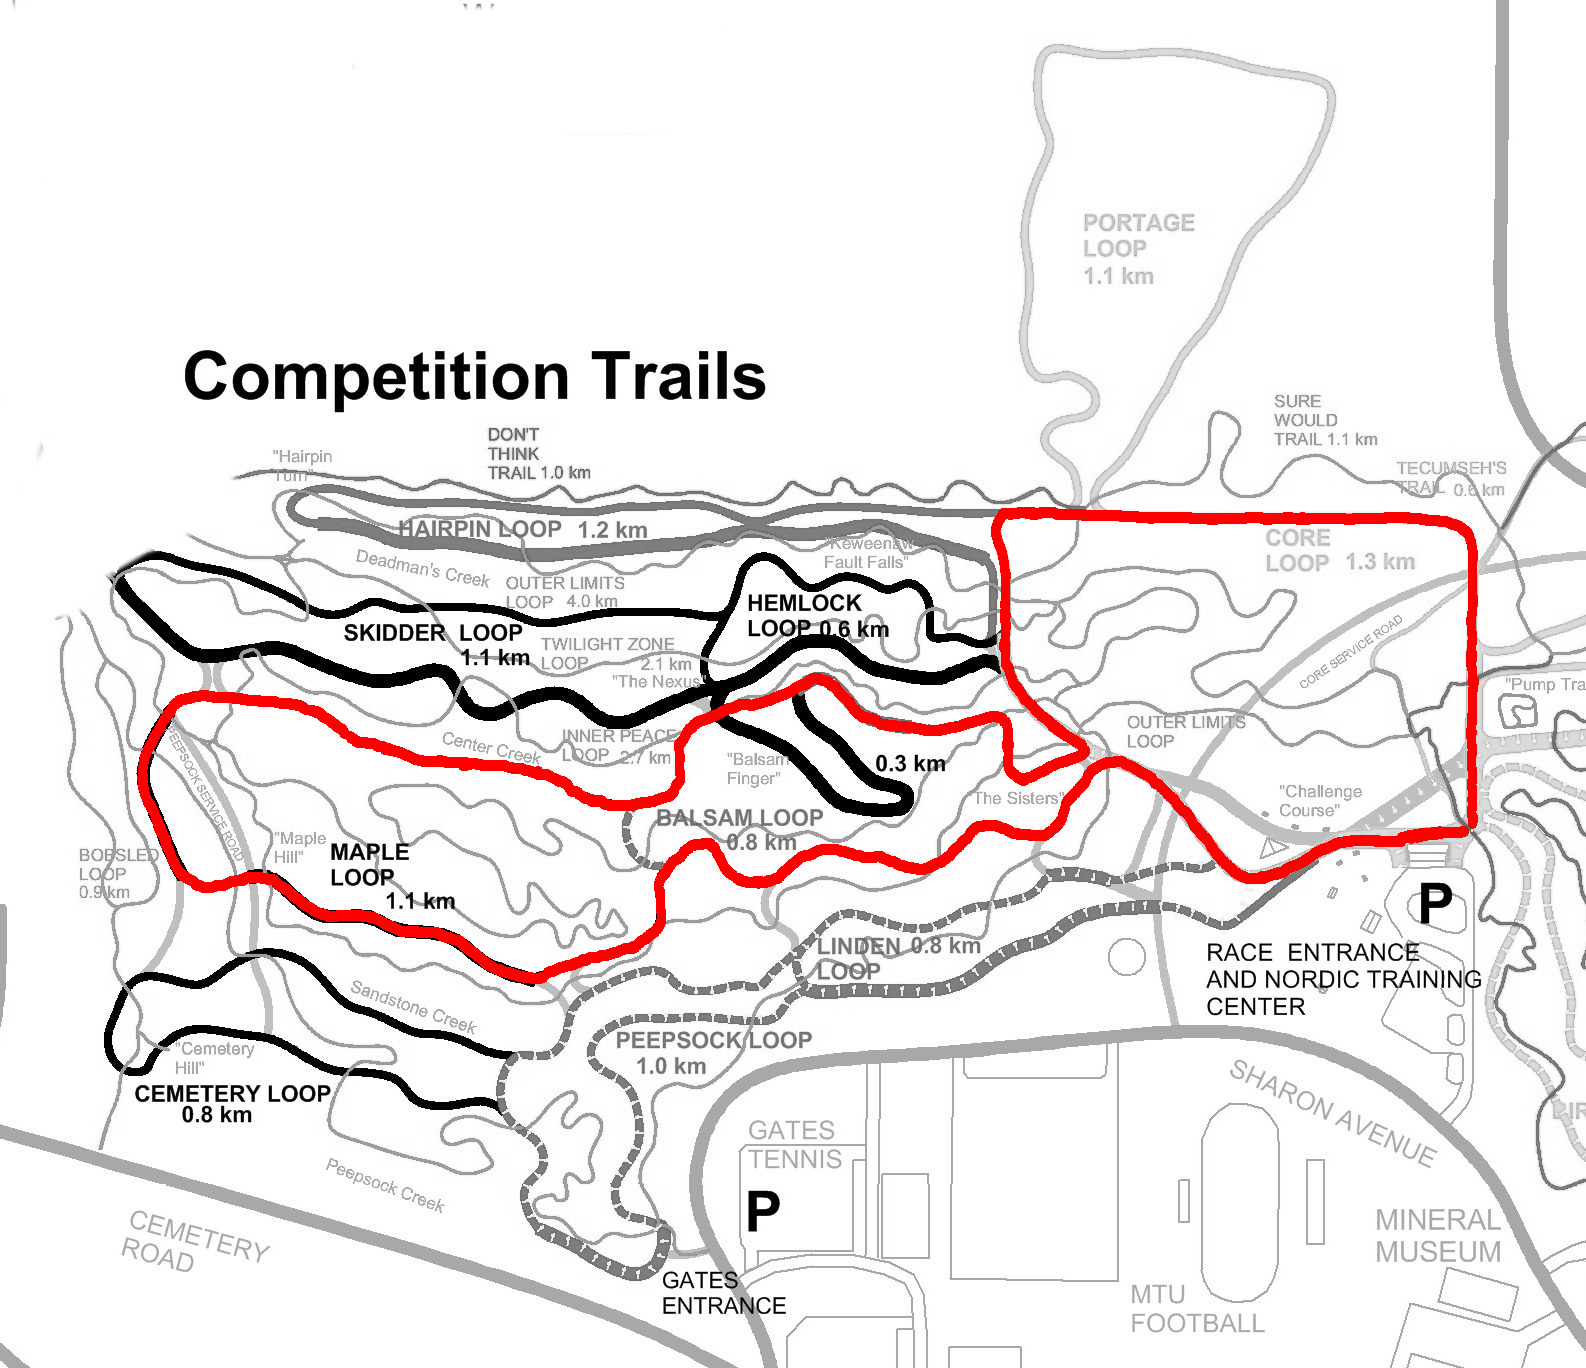 Competition Trails
PORTAGE
LOOP
1.1 km
SURE
WOULD
TRAIL 1.1 km
TECUMSEH'S
TRAIL 0.6 km
DON'T
THINK
TRAIL 1.0 km
"Hairpin
Turn"
HAIRPIN LOOP 1.2 km
CORE
LOOP 1.3 km
"Keweenaw
Fault Falls"
Deadman's Creek
OUTER LIMITS
LOOP 4.0 km
HEMLOCK
LOOP 0.6 km
SKIDDER LOOP
1.1 km
TWILIGHT ZONE
LOOP 2.1 km
"The Nexus"
CORE SERVICE ROAD
"Pump Tra
OUTER LIMITS
LOOP
INNER PEACE
LOOP 2.7 km
Center Creek
"Balsam
Finger"
0.3 km
PEEPSOCK SERVICE ROAD
"The Sisters"
"Challenge
Course"
BALSAM LOOP
0.8 km
"Maple
Hill"
MAPLE
LOOP
1.1 km
BOBSLED
LOOP
0.9 km
P
LINDEN 0.8 km
LOOP
RACE ENTRANCE
AND NORDIC TRAINING
CENTER
Sandstone Creek
PEEPSOCK LOOP
1.0 km
"Cemetery
Hill"
CEMETERY LOOP
0.8 km
SHARON AVENUE
BIR
GATES
TENNIS
Peepsock Creek
P
CEMETERY
ROAD
GATES
ENTRANCE
MTU
FOOTBALL
MINERAL
MUSEUM